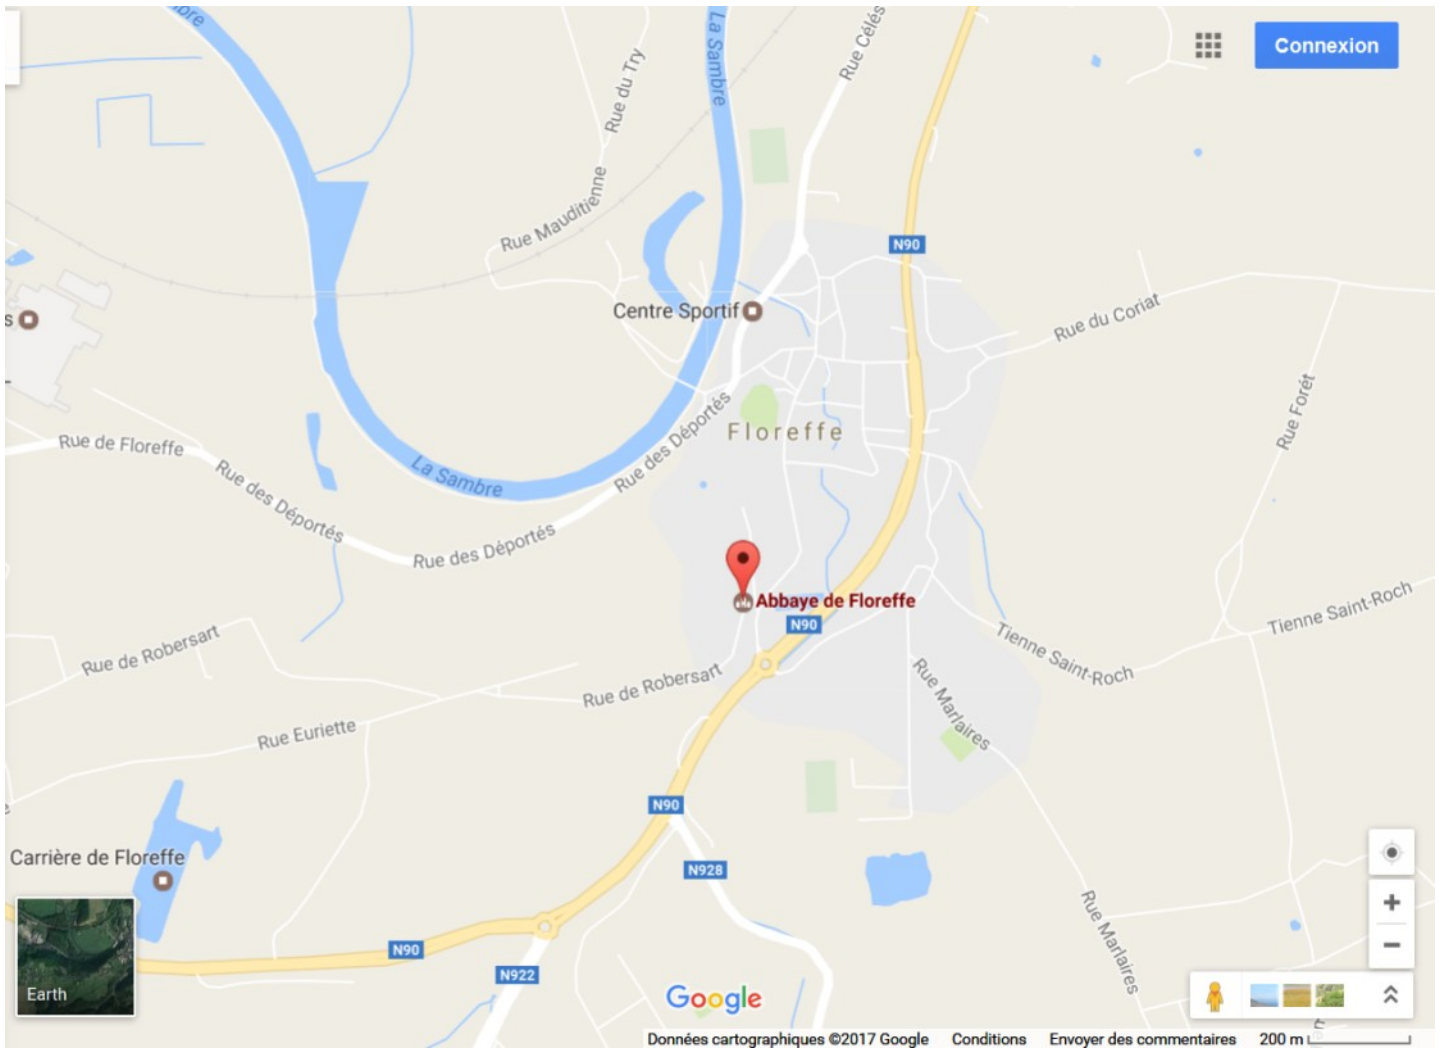 La Sambre
Rue du Try
Connexion
Rue Mauditienne
N90
Centre Sportif
Rue du Coriat
Rue Forét
Rue de Floreffe
Rue des Déportés
Floreffe
La Sambre
Rue des Déportés
Rue des Déportés
Abbaye de Floreffe
N90
Tienne Saint-Roch
Tienne Saint-Roch
Rue de Robersart
Rue de Robersart
Rue Marlaires
Rue Euriette
N90
Carrière de Floreffe
N928
Rue Marlaires
N90
N922
Earth
Google
Données cartographiques ©2017 Google Conditions Envoyer des commentaires 200 m